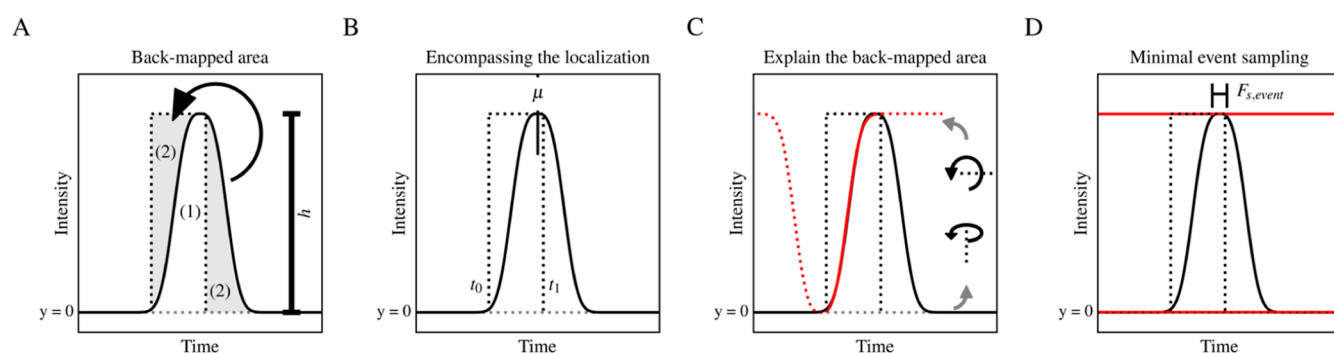 A
Back-mapped area
(2)
(1)
(2)
h
Intensity
y = 0
Time
B
Encompassing the localization
μ
t0
t1
Intensity
y = 0
Time
C
Explain the back-mapped area
Intensity
y = 0
Time
D
Minimal event sampling
Fs,event
Intensity
y = 0
Time